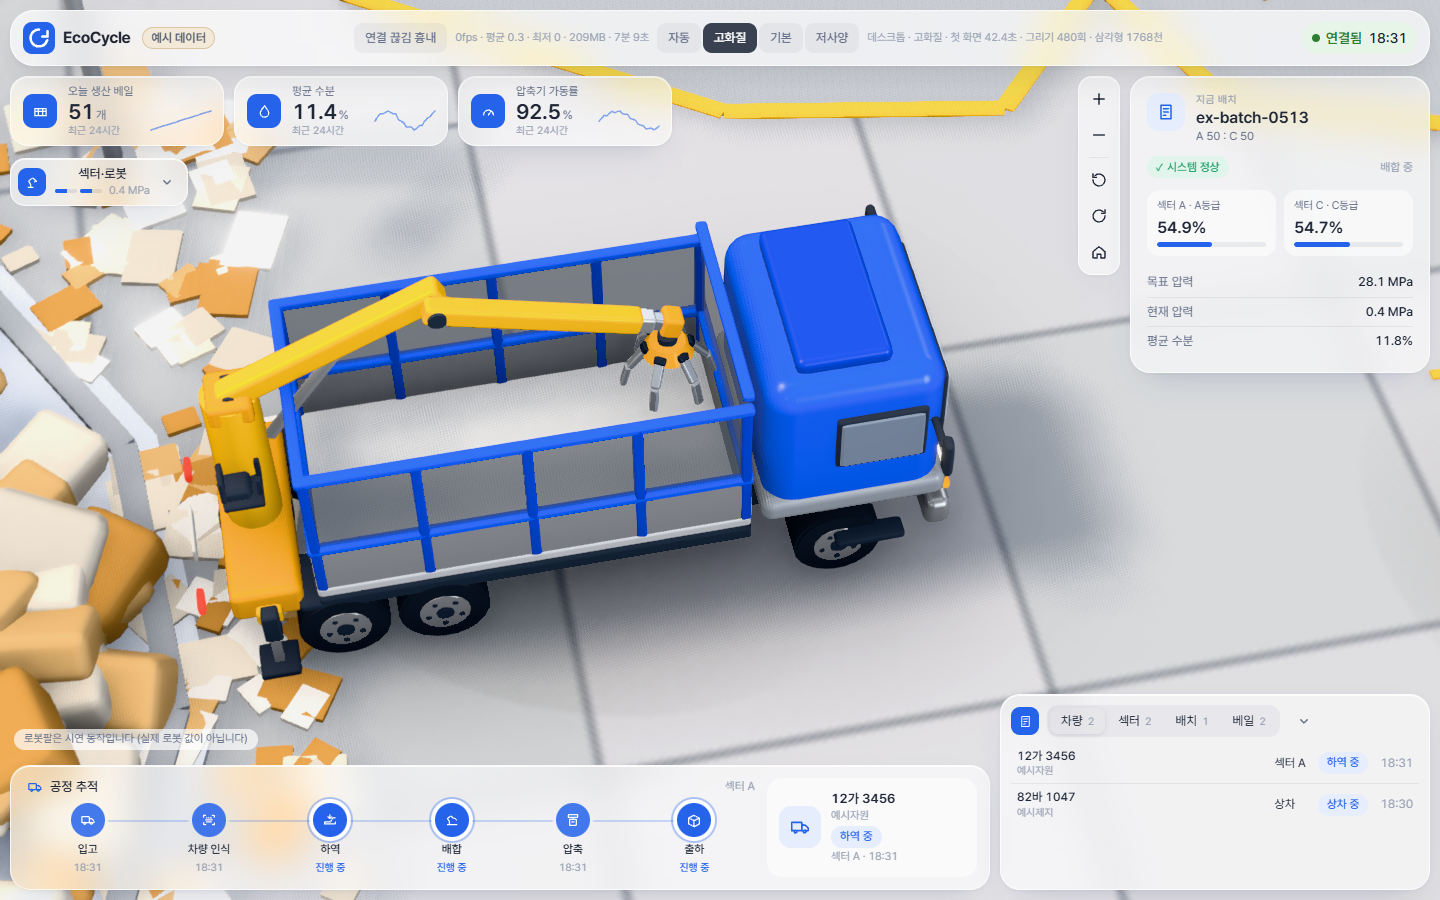 EcoCycle
예시 데이터
연결 끊김 흉내
0fps · 평균 0.3 · 최저 0 · 209MB · 7분 9초
자동
고화질
기본
저사양
데스크톱 · 고화질 · 첫 화면 42.4초 · 그리기 480회 · 삼각형 1768천
연결됨 18:31
오늘 생산 베일
51개
최근 24시간
평균 수분
11.4%
최근 24시간
압축기 가동률
92.5%
최근 24시간
섹터·로봇
0.4 MPa
지금 배치
ex-batch-0513
A 50 : C 50
✓ 시스템 정상
배합 중
섹터 A · A등급
54.9%
섹터 C · C등급
54.7%
목표 압력 28.1 MPa
현재 압력 0.4 MPa
평균 수분 11.8%
로봇팔은 시연 동작입니다 (실제 로봇 값이 아닙니다)
공정 추적
섹터 A
입고
18:31
차량 인식
18:31
하역
진행 중
배합
진행 중
압축
18:31
출하
진행 중
12가 3456
예시자원
하역 중
섹터 A · 18:31
차량 2
섹터 2
배치 1
베일 2
12가 3456
예시자원
섹터 A
하역 중
18:31
82바 1047
예시제지
상차
상차 중
18:30